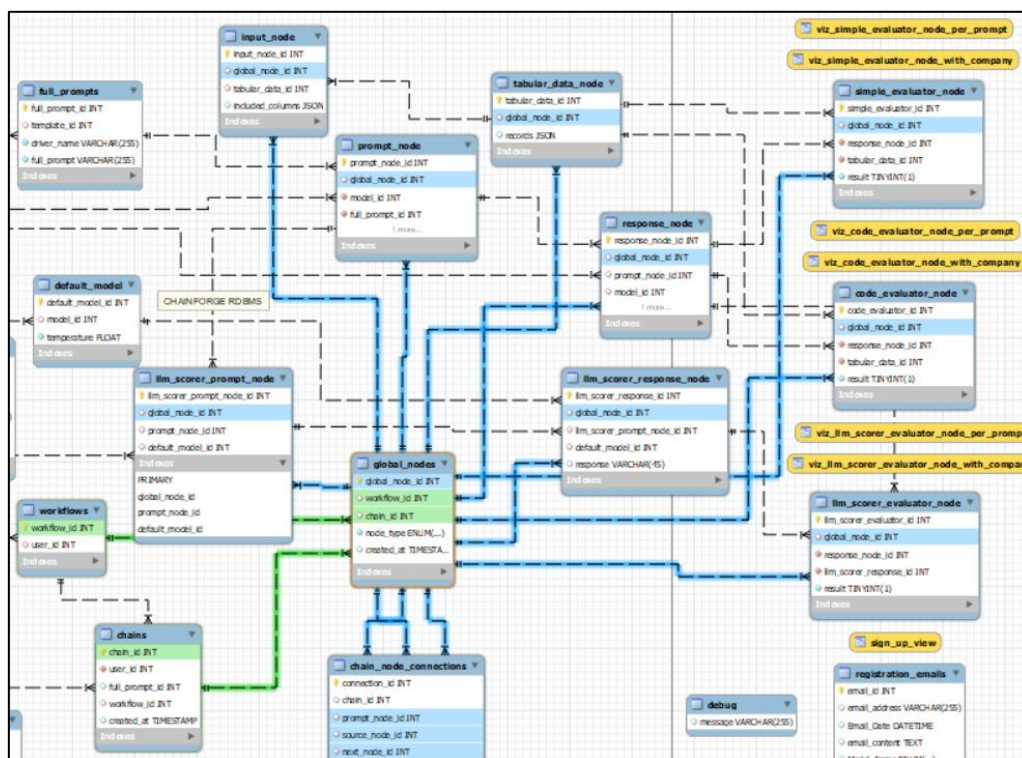 input_node
input_node_id INT
global_node_id INT
tabular_data_id INT
included_columns JSON
Indexes
full_prompts
full_prompt_id INT
template_id INT
driver_name VARCHAR(255)
full_prompt VARCHAR(255)
Indexes
prompt_node
prompt_node_id INT
global_node_id INT
model_id INT
full_prompt_id INT
1 more...
Indexes
tabular_data_node
tabular_data_id INT
global_node_id INT
records JSON
Indexes
viz_simple_evaluator_node_per_prompt
viz_simple_evaluator_node_with_company
simple_evaluator_node
simple_evaluator_id INT
global_node_id INT
response_node_id INT
tabular_data_id INT
result TINYINT(1)
Indexes
response_node
response_node_id INT
global_node_id INT
prompt_node_id INT
model_id INT
1 more...
Indexes
viz_code_evaluator_node_per_prompt
viz_code_evaluator_node_with_company
code_evaluator_node
code_evaluator_id INT
global_node_id INT
response_node_id INT
tabular_data_id INT
result TINYINT(1)
Indexes
default_model
default_model_id INT
model_id INT
temperature FLOAT
Indexes
CHAINFORGE RDBMS
llm_scorer_prompt_node
llm_scorer_prompt_node_id INT
global_node_id INT
prompt_node_id INT
default_model_id INT
Indexes
PRIMARY
global_node_id
prompt_node_id
default_model_id
llm_scorer_response_node
llm_scorer_response_id INT
global_node_id INT
llm_scorer_prompt_node_id INT
default_model_id INT
response VARCHAR(45)
Indexes
viz_llm_scorer_evaluator_node_per_promp
viz_llm_scorer_evaluator_node_with_compa
llm_scorer_evaluator_node
llm_scorer_evaluator_id INT
global_node_id INT
response_node_id INT
llm_scorer_response_id INT
result TINYINT(1)
Indexes
global_nodes
global_node_id INT
workflow_id INT
chain_id INT
node_type ENUM(...)
created_at TIMESTA...
Indexes
workflows
workflow_id INT
user_id INT
Indexes
chains
chain_id INT
user_id INT
full_prompt_id INT
workflow_id INT
created_at TIMESTAMP
Indexes
chain_node_connections
connection_id INT
chain_id INT
prompt_node_id INT
source_node_id INT
next_node_id INT
debug
message VARCHAR(255)
sign_up_view
registration_emails
email_id INT
email_address VARCHAR(255)
Email_Date DATETIME
email_content TEXT